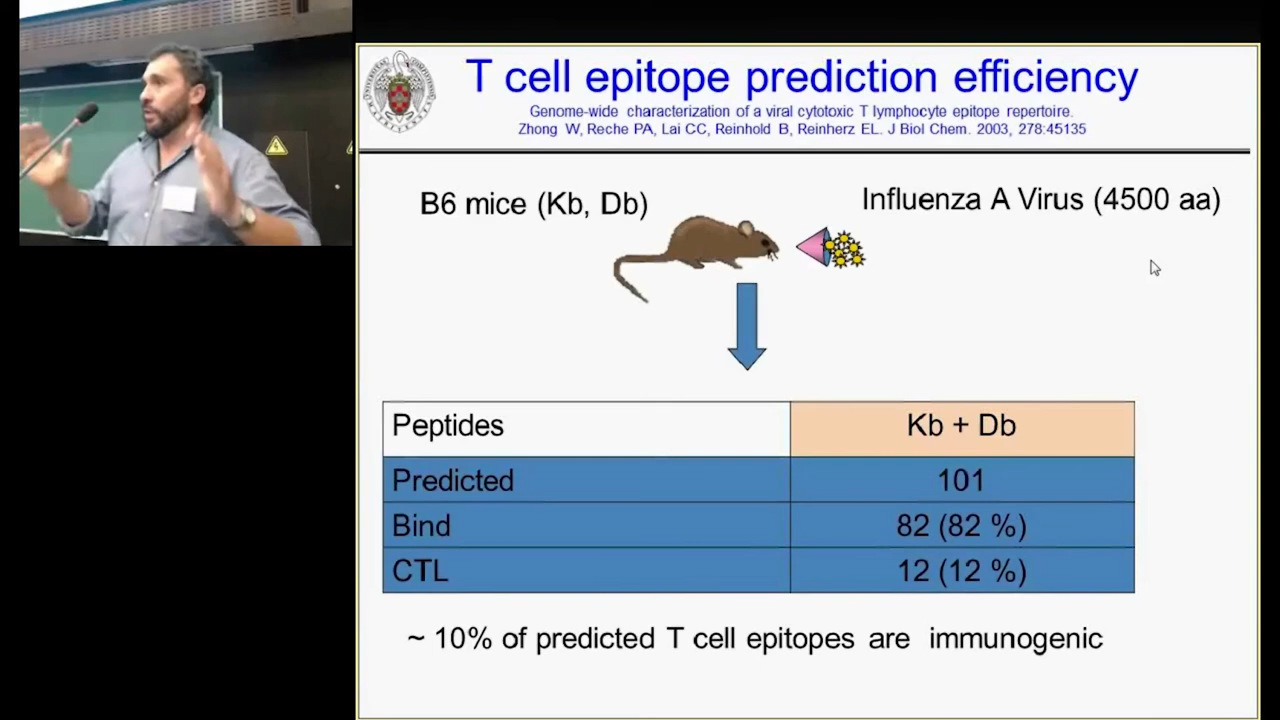 T cell epitope prediction efficiency
Genome-wide characterization of a viral cytotoxic T lymphocyte epitope repertoire.
Zhong W, Reche PA, Lai CC, Reinhold B, Reinherz EL. J Biol Chem. 2003, 278:45135
B6 mice (Kb, Db)
Influenza A Virus (4500 aa)
Peptides
Kb + Db
Predicted
101
Bind
82 (82 %)
CTL
12 (12 %)
~ 10% of predicted T cell epitopes are immunogenic